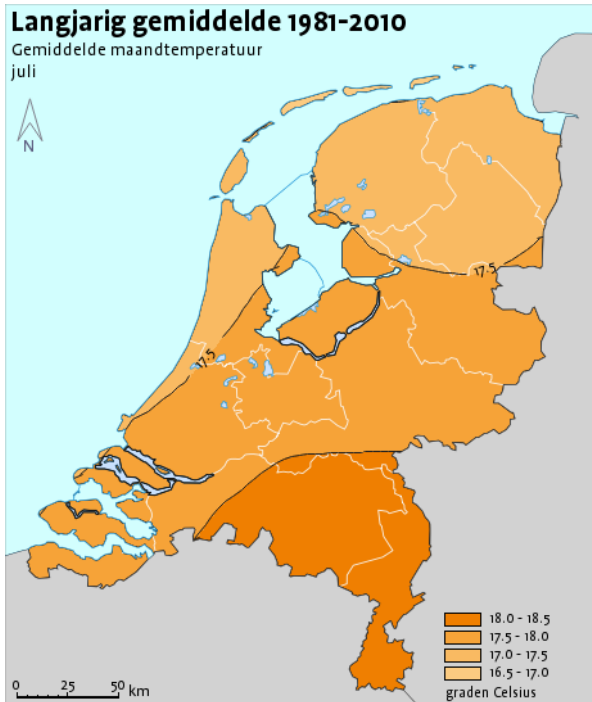 Langjarig gemiddelde 1981-2010
Gemiddelde maandtemperatuur
juli
N
17.5
17.5
18.0 - 18.5
17.5 - 18.0
17.0 - 17.5
16.5 - 17.0
graden Celsius
0 25 50 km